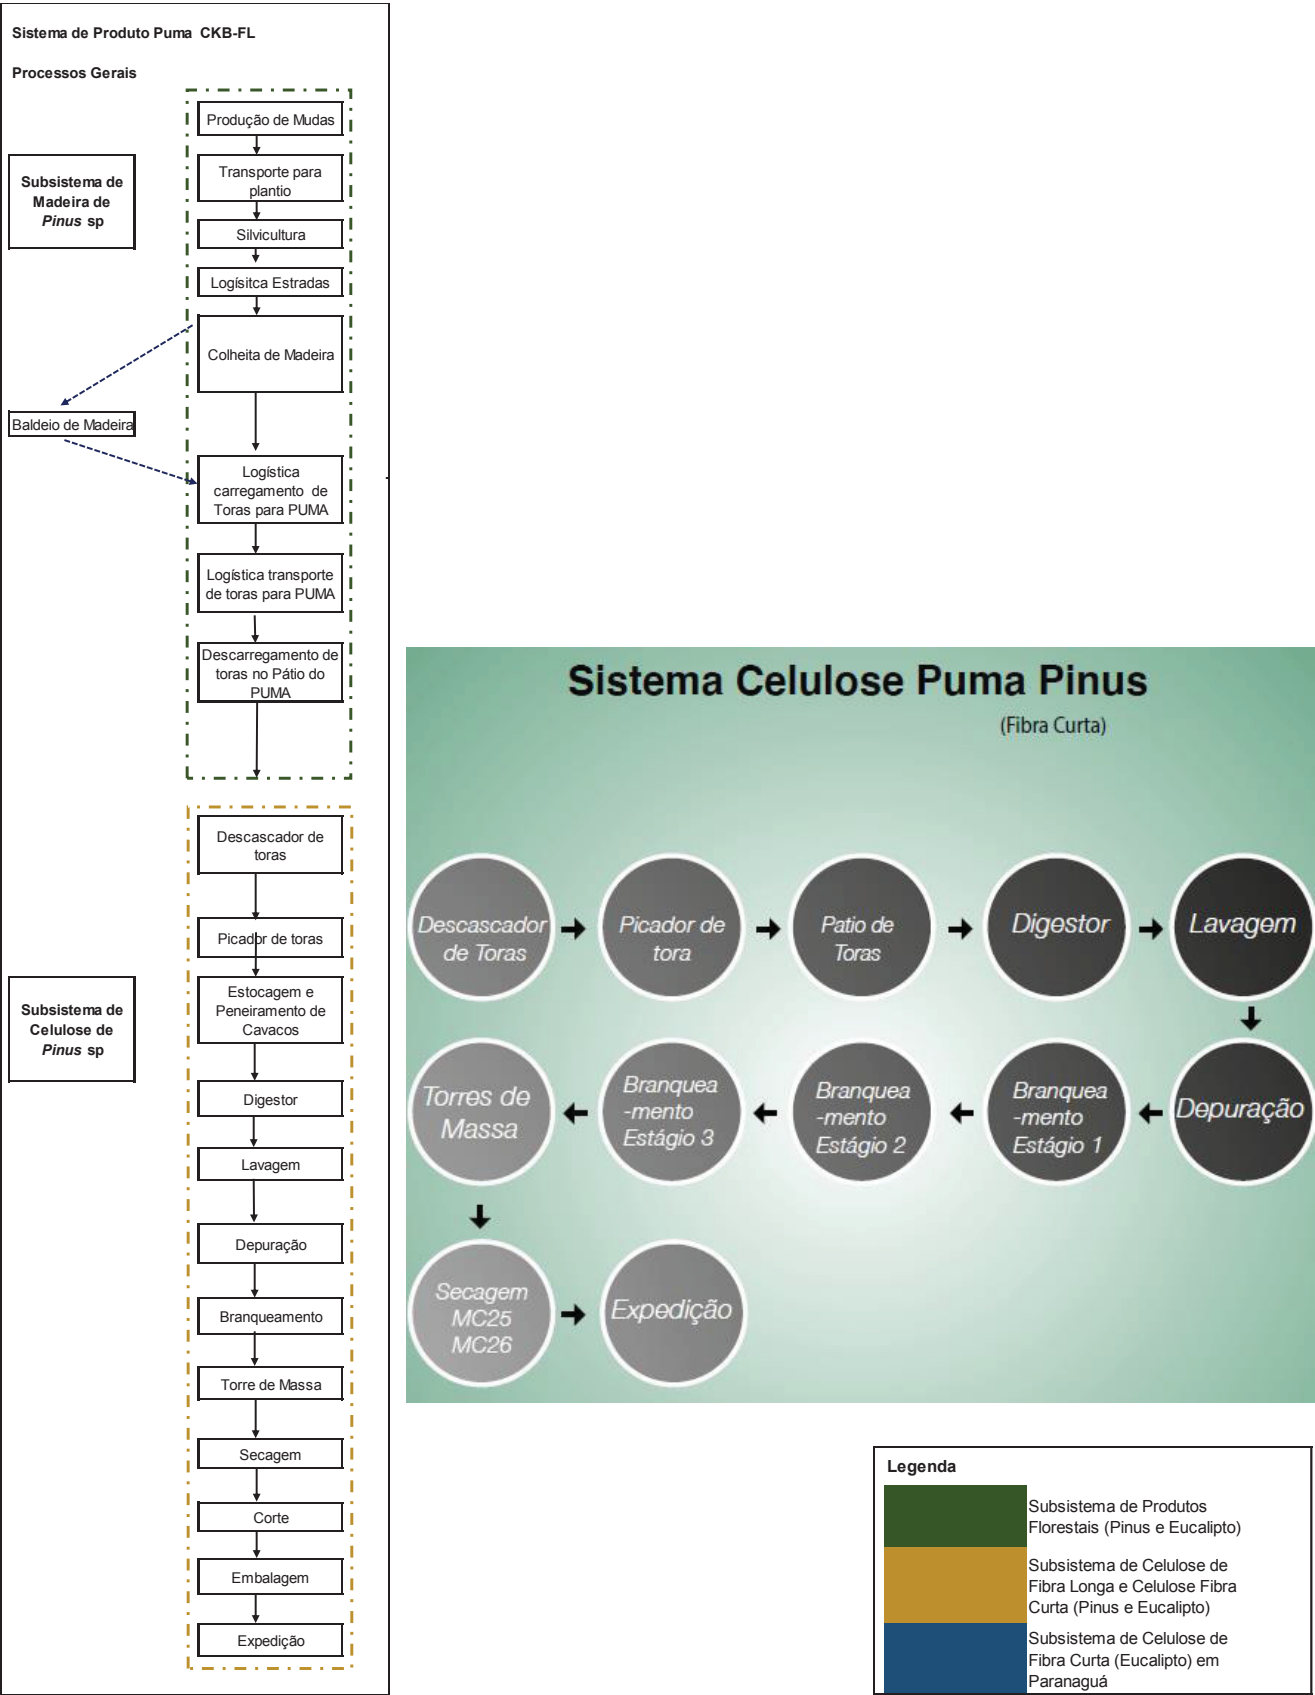 Sistema de Produto Puma CKB-FL
Processos Gerais
Produção de Mudas
Transporte para
plantio
Subsistema de
Madeira de
Pinus sp
Silvicultura
Logísitca Estradas
Colheita de Madeira
Baldeio de Madeira
Logística
carregamento de
Toras para PUMA
Logística transporte
de toras para PUMA
Descarregamento de
toras no Pátio do
PUMA
Descascador de
toras
Picador de toras
Estocagem e
Peneiramento de
Cavacos
Subsistema de
Celulose de
Pinus sp
Digestor
Lavagem
Depuração
Branqueamento
Torre de Massa
Secagem
Corte
Embalagem
Expedição
Sistema Celulose Puma Pinus
(Fibra Curta)
Descascador
de Toras
Picador de
tora
Patio de
Toras
Digestor
Lavagem
Depuração
Branquea
-mento
Estágio 1
Branquea
-mento
Estágio 2
Branquea
-mento
Estágio 3
Torres de
Massa
Secagem
MC25
MC26
Expedição
Legenda
Subsistema de Produtos
Florestais (Pinus e Eucalipto)
Subsistema de Celulose de
Fibra Longa e Celulose Fibra
Curta (Pinus e Eucalipto)
Subsistema de Celulose de
Fibra Curta (Eucalipto) em
Paranaguá